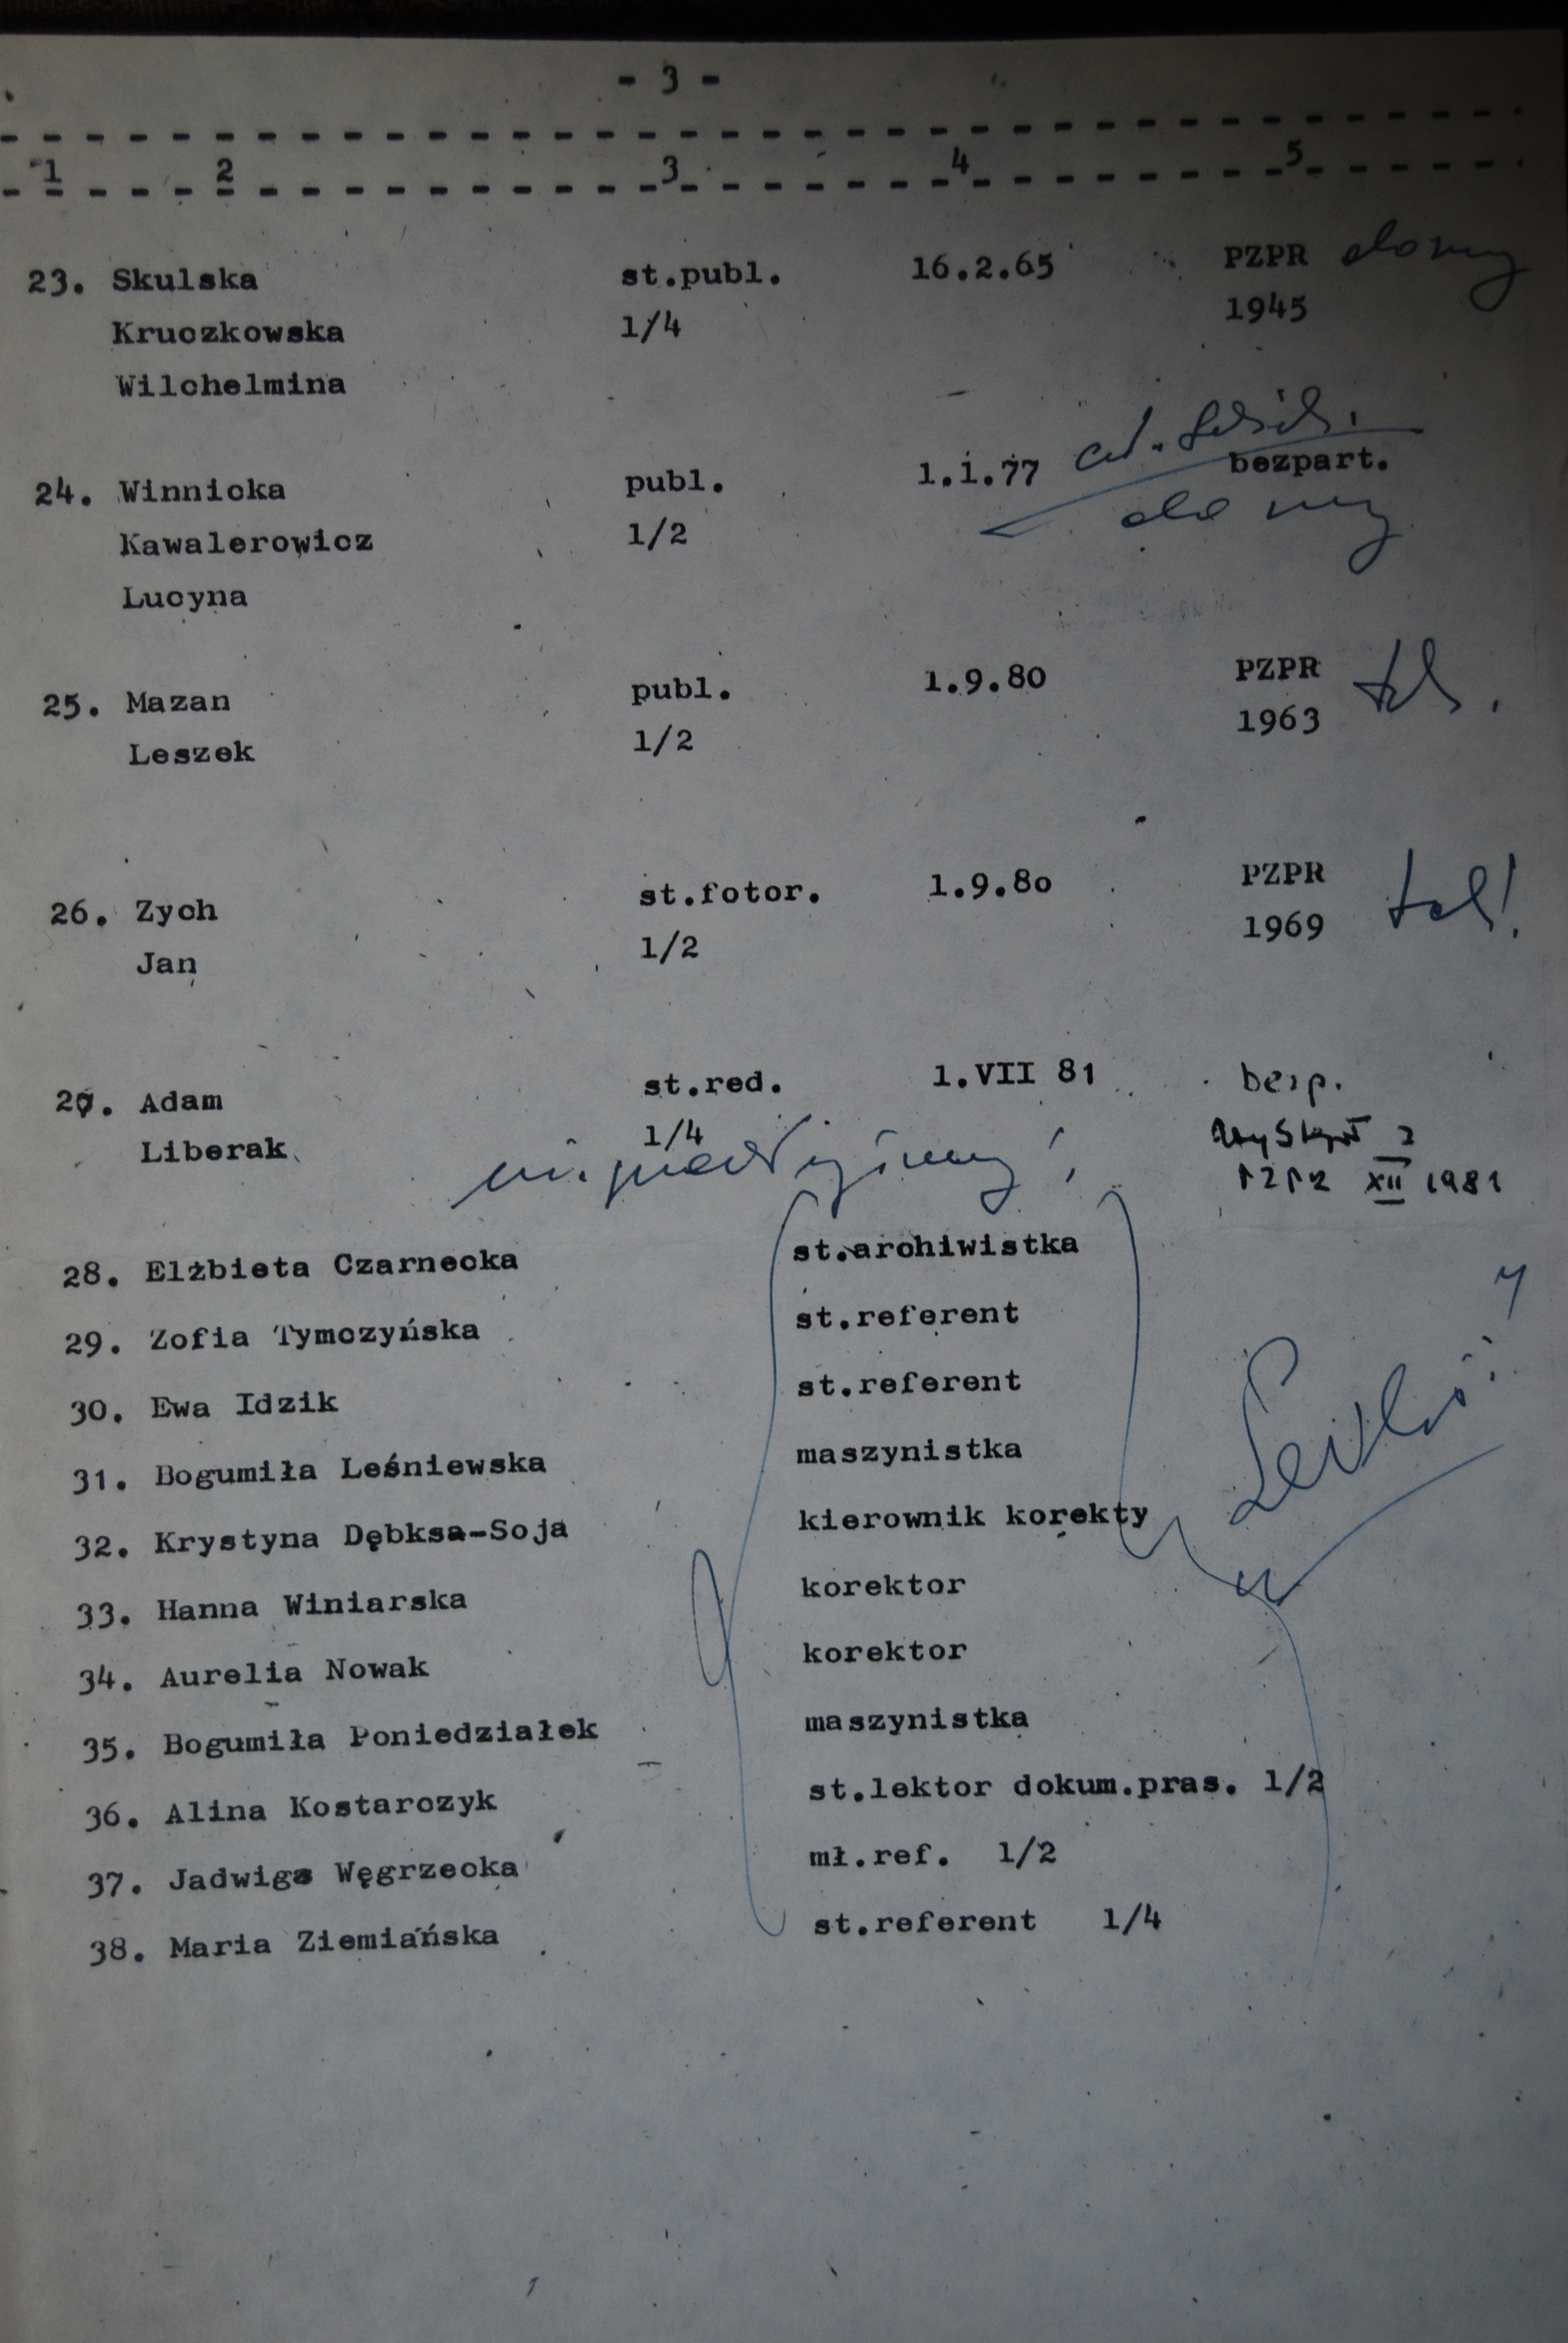 - 3 -
1 2 3 4 5
23. Skulska st.publ. 16.2.65 PZPR
Kruczkowska 1/4 1945
Wilchelmina
24. Winnicka publ. 1.1.77 bezpart.
Kawalerowicz 1/2
Lucyna
25. Mazan publ. 1.9.80 PZPR
Leszek 1/2 1963
26. Zych st.fotor. 1.9.80 PZPR
Jan 1/2 1969
27. Adam st.red. 1.VII 81 bezp.
Liberak 1/4 wystąpił z
PZPR XII 1981
28. Elżbieta Czarnecka st.archiwistka
29. Zofia Tymczyńska st.referent
30. Ewa Idzik st.referent
31. Bogumiła Leśniewska maszynistka
32. Krystyna Dębksa-Soja kierownik korekty
33. Hanna Winiarska korektor
34. Aurelia Nowak korektor
35. Bogumiła Poniedziałek maszynistka
36. Alina Kostarczyk st.lektor dokum.pras. 1/2
37. Jadwiga Węgrzecka mł.ref. 1/2
38. Maria Ziemiańska st.referent 1/4